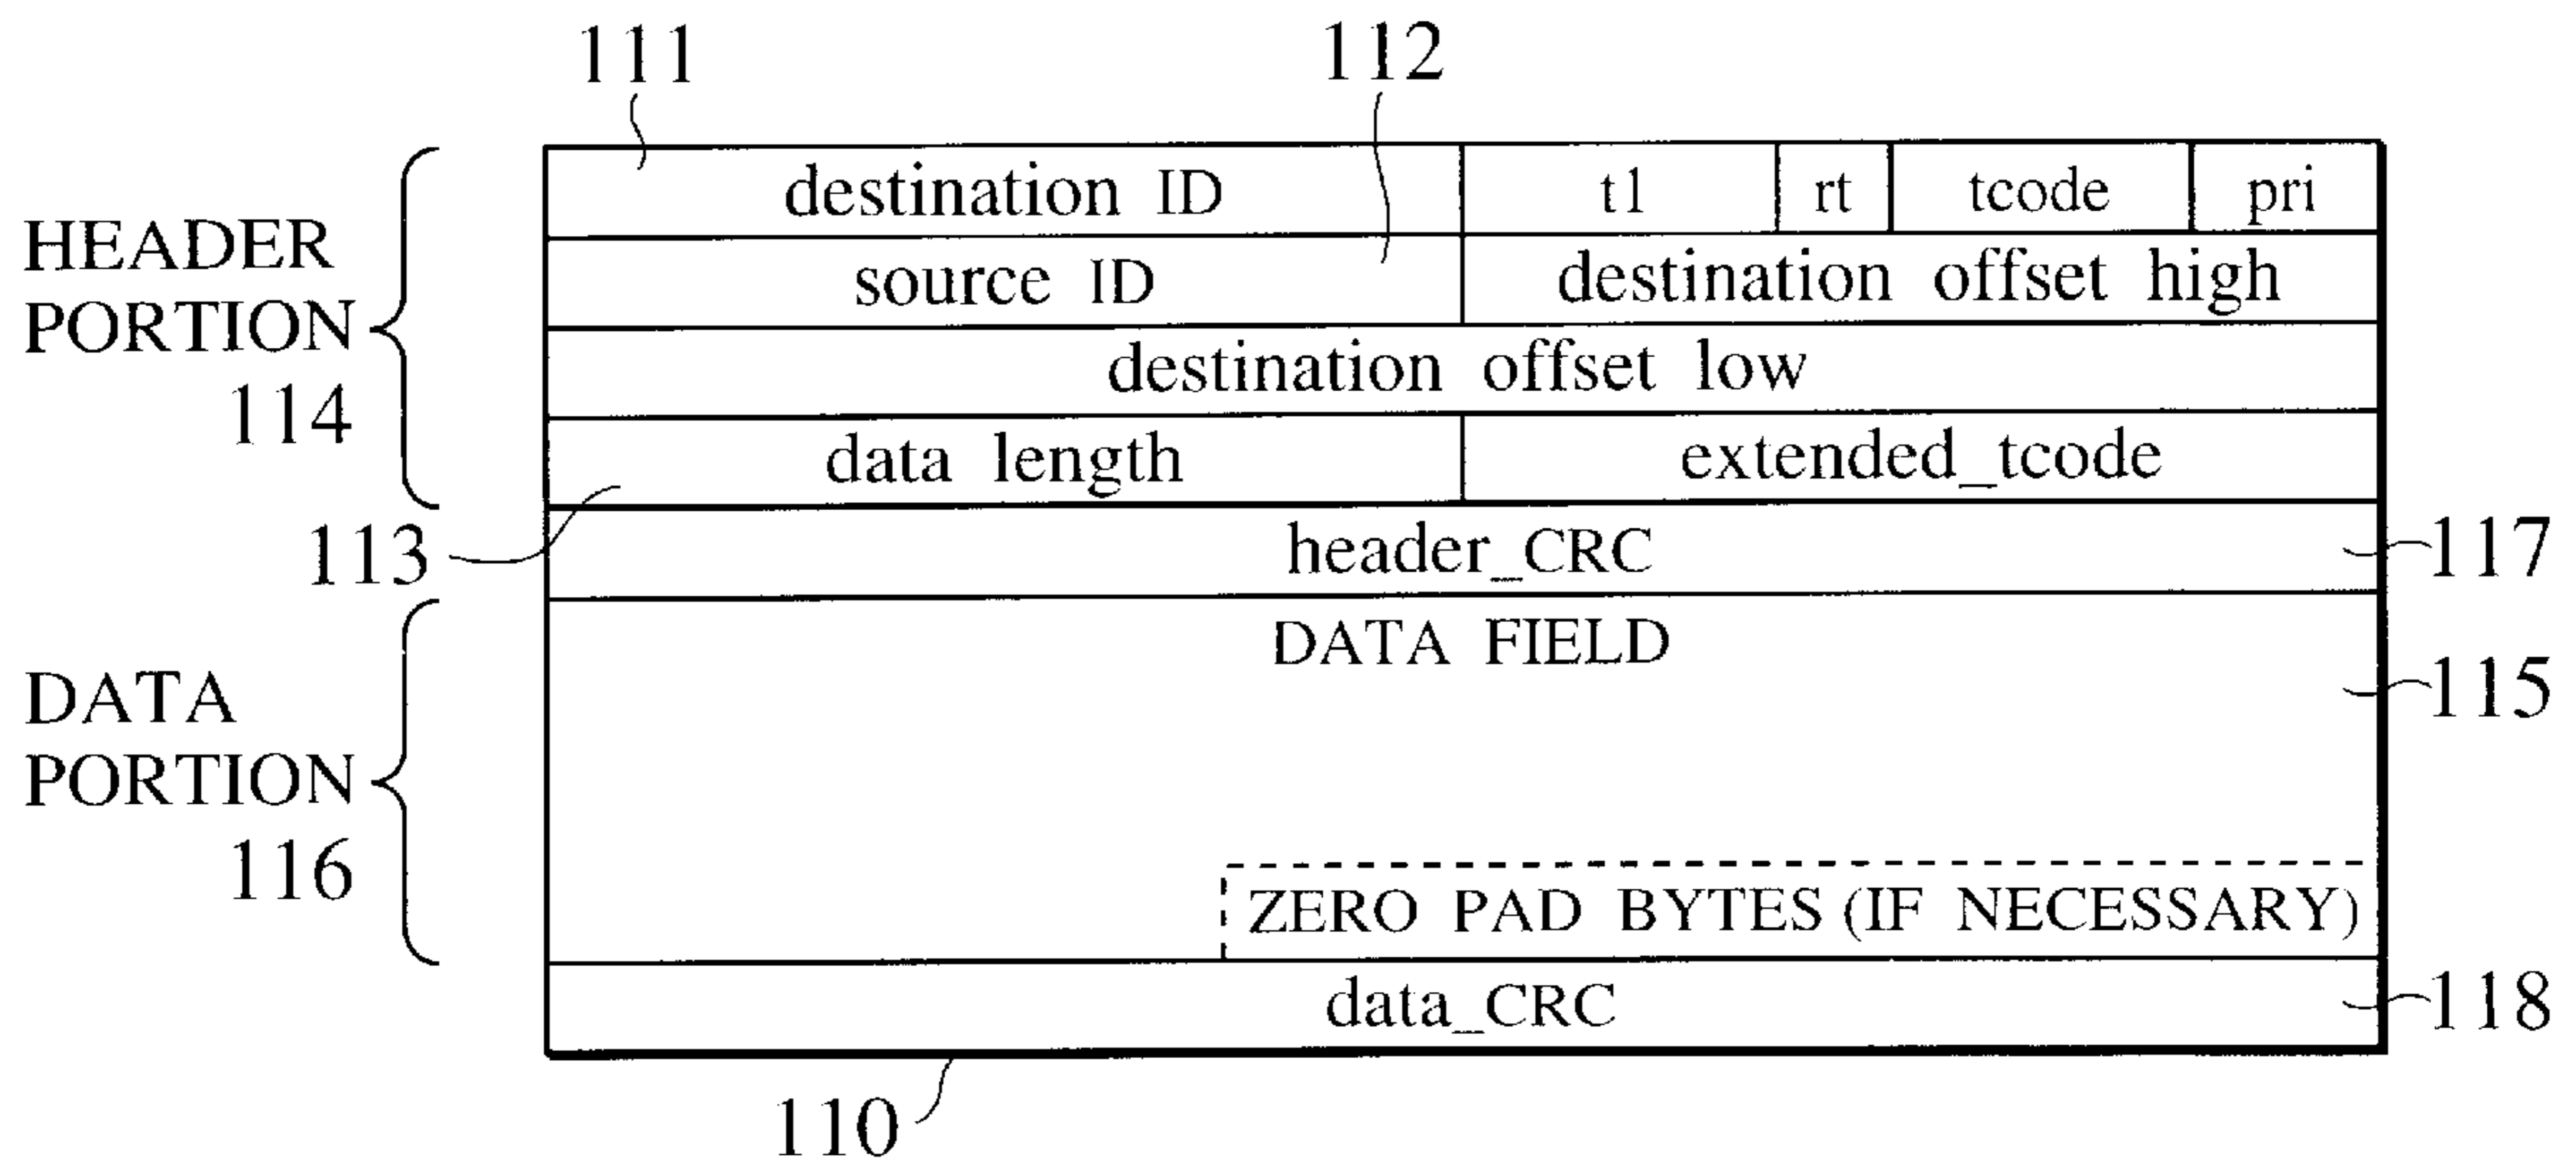 111 112
destination ID t1 rt tcode pri
HEADER
PORTION
114
source ID destination offset high
destination offset low
data length extended_tcode
113
header_CRC 117
DATA FIELD
115
DATA
PORTION
116
ZERO PAD BYTES (IF NECESSARY)
data_CRC 118
110